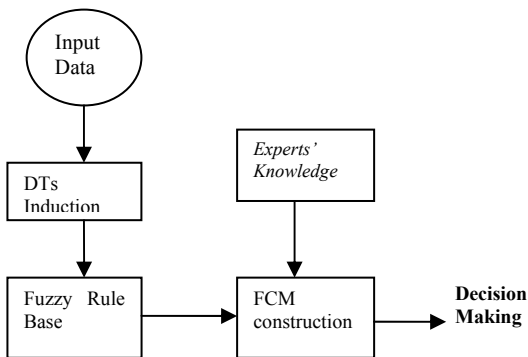 Input
Data
Experts’
Knowledge
DTs
Induction
Fuzzy Rule
Base
FCM
construction
Decision
Making